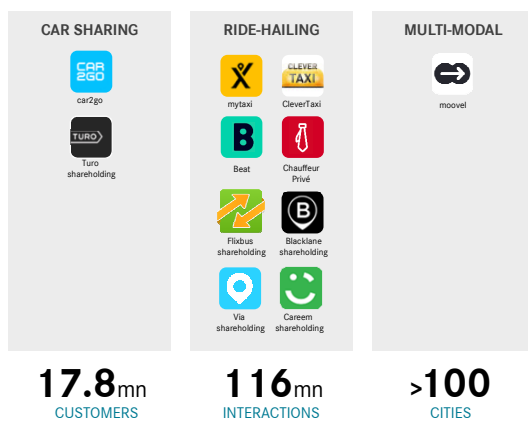 CAR SHARING
CAR
2GO
car2go
TURO
Turo
shareholding
RIDE-HAILING
mytaxi
CLEVER
TAXI
CleverTaxi
B
Beat
Chauffeur
Privé
Flixbus
shareholding
B
Blacklane
shareholding
Via
shareholding
Careem
shareholding
MULTI-MODAL
moovel
17.8mn
CUSTOMERS
116mn
INTERACTIONS
>100
CITIES